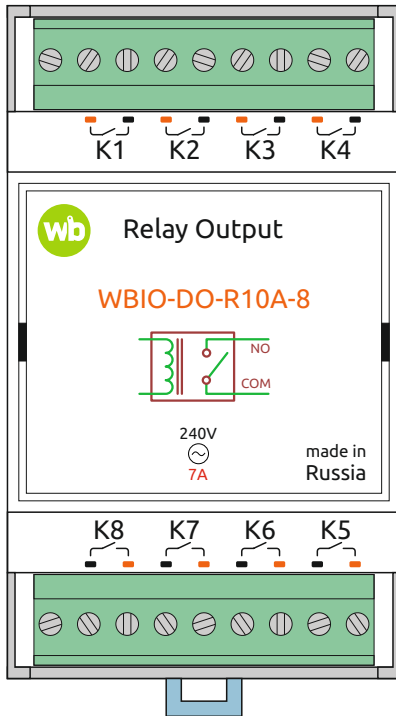 K1 K2 K3 K4
wb Relay Output
WBIO-DO-R10A-8
NO
COM
240V
7A
made in
Russia
K8 K7 K6 K5